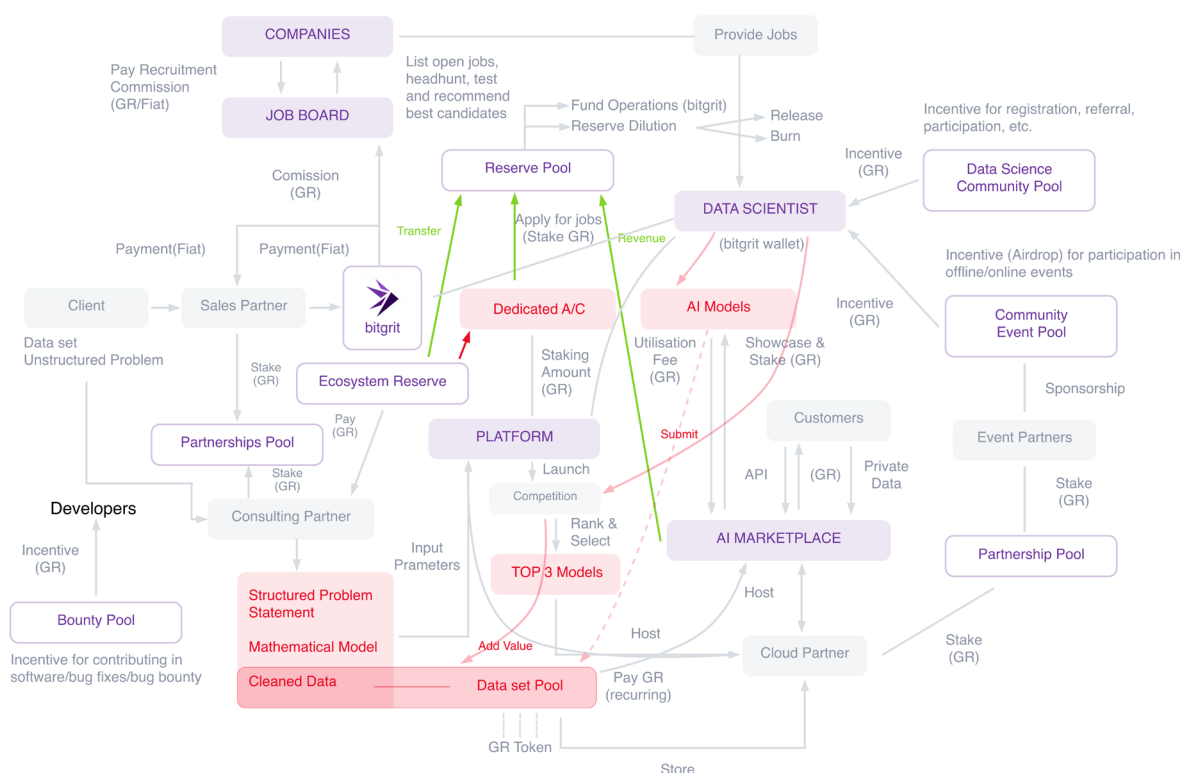 COMPANIES
Provide Jobs
Pay Recruitment
Commission
(GR/Fiat)
List open jobs,
headhunt, test
and recommend
best candidates
JOB BOARD
Fund Operations (bitgrit)
Reserve Dilution
Release
Burn
Incentive for registration, referral,
participation, etc.
Incentive
(GR)
Data Science
Community Pool
Reserve Pool
Comission
(GR)
DATA SCIENTIST
(bitgrit wallet)
Transfer
Apply for jobs
(Stake GR)
Revenue
Payment(Fiat)
Payment(Fiat)
Incentive (Airdrop) for participation in
offline/online events
Client
Sales Partner
bitgrit
Dedicated A/C
AI Models
Incentive
(GR)
Community
Event Pool
Data set
Unstructured Problem
Staking
Amount
(GR)
Utilisation
Fee
(GR)
Showcase &
Stake (GR)
Stake
(GR)
Ecosystem Reserve
Sponsorship
Pay
(GR)
Customers
Partnerships Pool
PLATFORM
Submit
Event Partners
Stake
(GR)
Launch
API
(GR)
Private
Data
Competition
Stake
(GR)
Developers
Consulting Partner
Rank &
Select
AI MARKETPLACE
Incentive
(GR)
Input
Prameters
Partnership Pool
TOP 3 Models
Structured Problem
Statement
Host
Bounty Pool
Mathematical Model
Add Value
Host
Cloud Partner
Stake
(GR)
Incentive for contributing in
software/bug fixes/bug bounty
Cleaned Data
Data set Pool
Pay GR
(recurring)
GR Token
Store